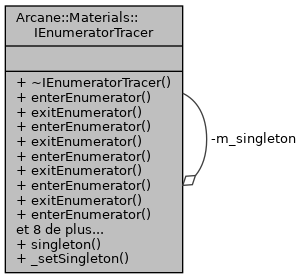 Arcane::Materials::
IEnumeratorTracer
+ ~IEnumeratorTracer()
+ enterEnumerator()
+ exitEnumerator()
+ enterEnumerator()
+ exitEnumerator()
+ enterEnumerator()
+ exitEnumerator()
+ enterEnumerator()
+ exitEnumerator()
+ enterEnumerator()
et 8 de plus...
+ singleton()
+ _setSingleton()
-m_singleton